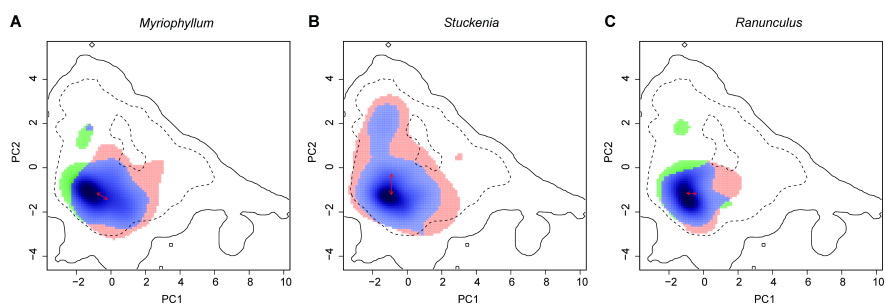 A Myriophyllum B Stuckenia C Ranunculus
PC2 4 2 0 −2 −4 PC2 4 2 0 −2 −4 PC2 4 2 0 −2 −4
−2 0 2 4 6 8 10 −2 0 2 4 6 8 10 −2 0 2 4 6 8 10
PC1 PC1 PC1